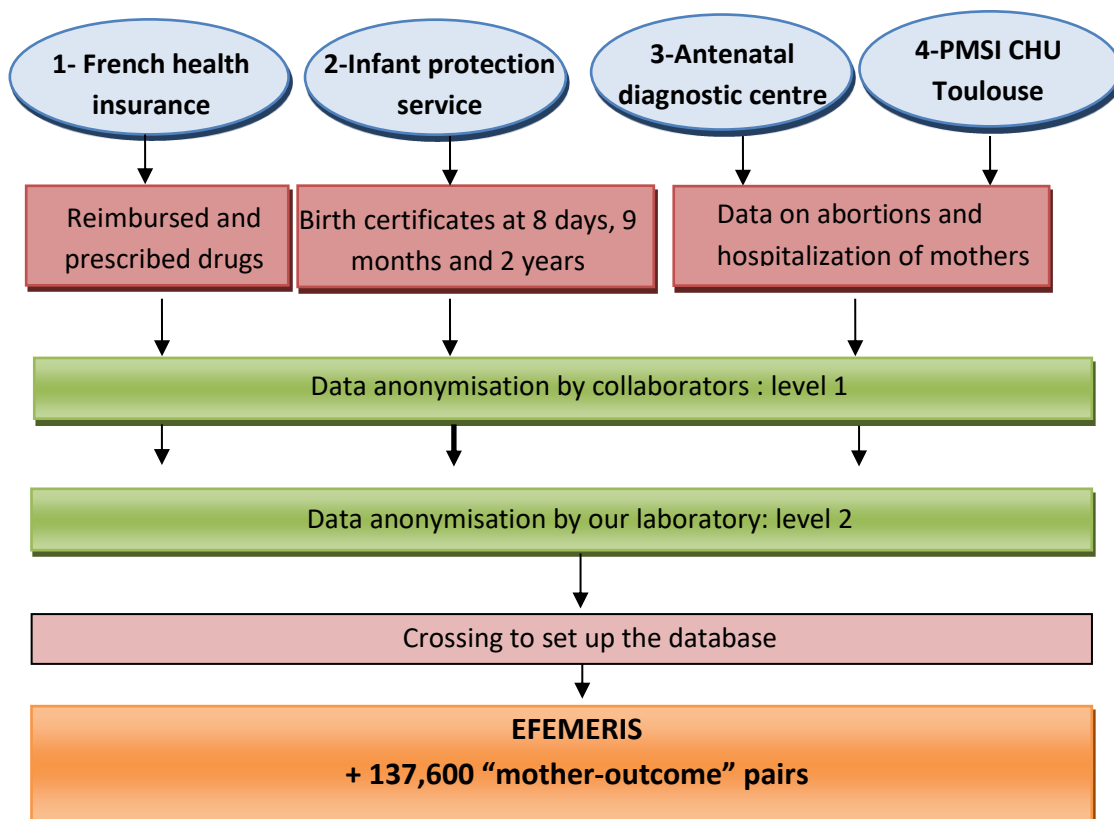 1- French health
insurance
2-Infant protection
service
3-Antenatal
diagnostic centre
4-PMSI CHU
Toulouse
Reimbursed and
prescribed drugs
Birth certificates at 8 days, 9
months and 2 years
Data on abortions and
hospitalization of mothers
Data anonymisation by collaborators : level 1
Data anonymisation by our laboratory: level 2
Crossing to set up the database
EFEMERIS
+ 137,600 “mother-outcome” pairs